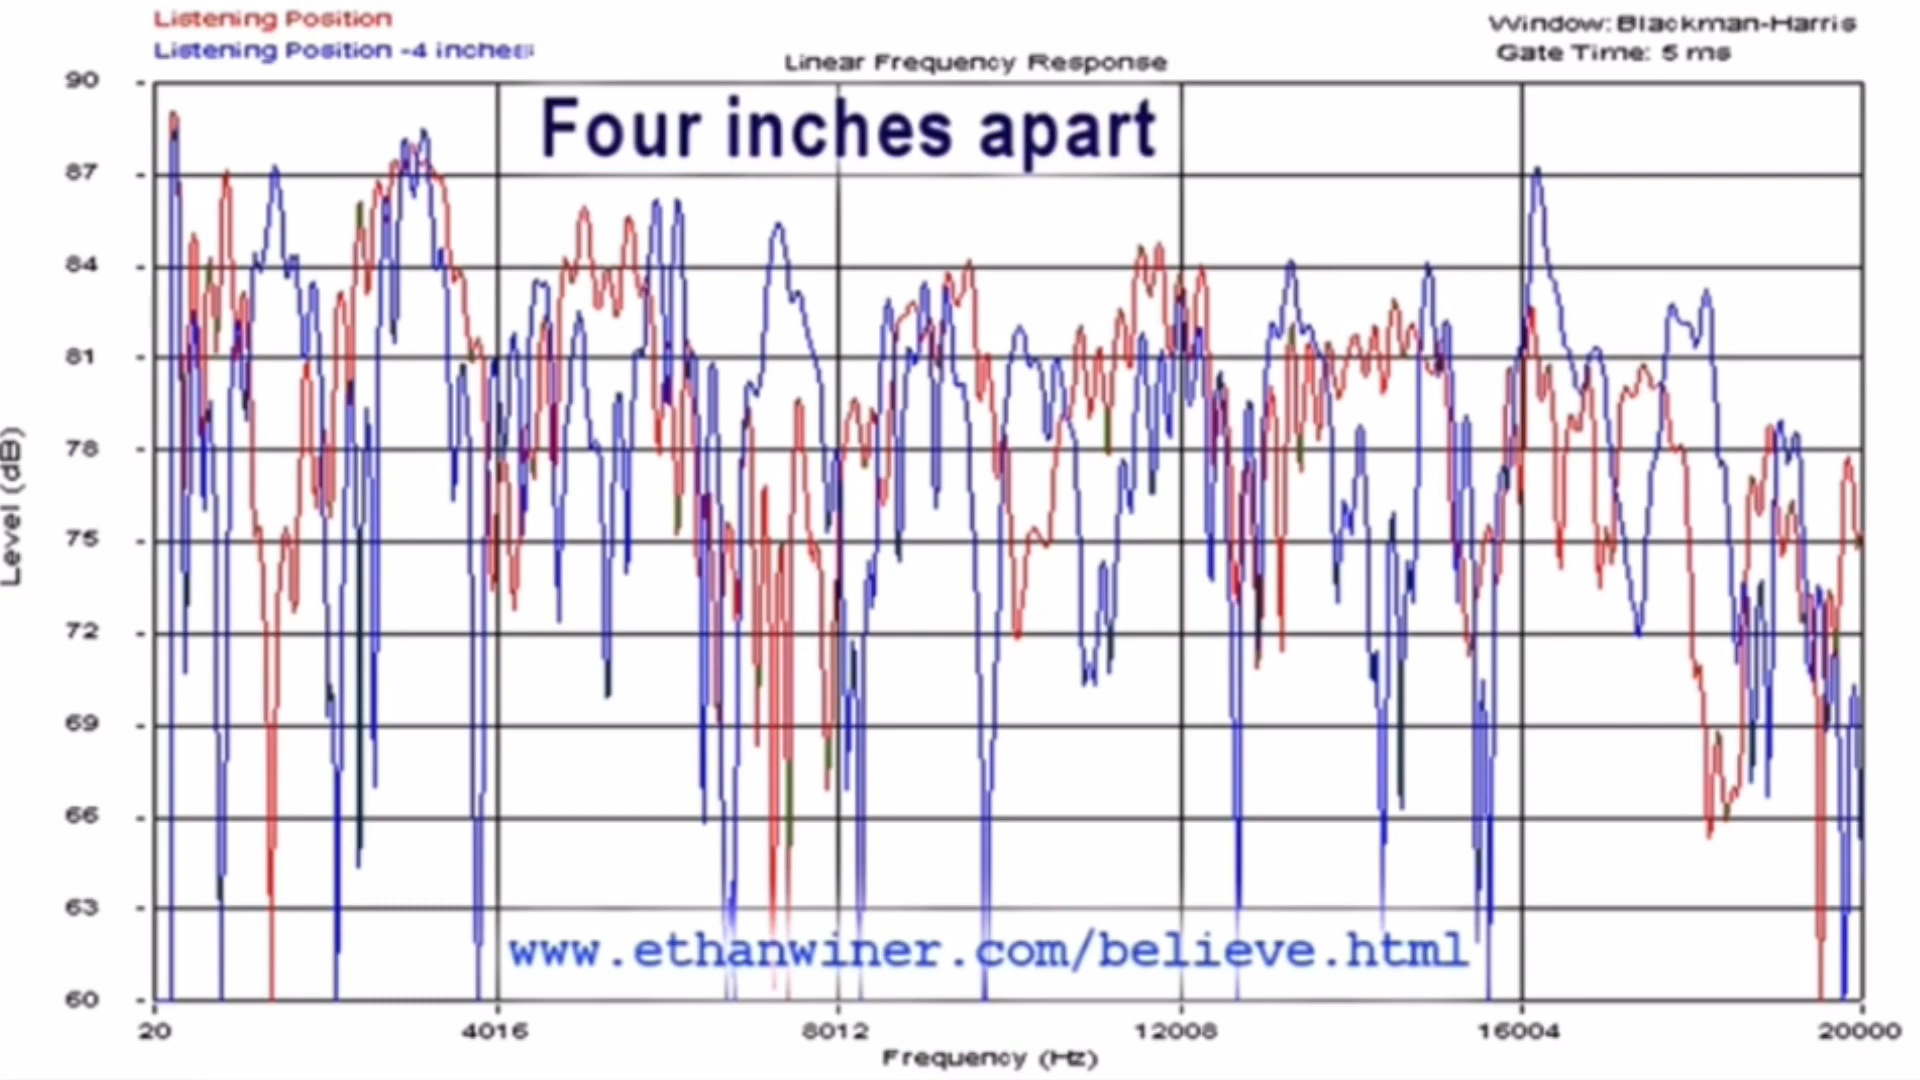 Listening Position
Listening Position -4 inches
Window: Blackman-Harris
Gate Time: 5 ms
Linear Frequency Response
Four inches apart
90
87
84
81
78
75
72
69
66
63
60
Level (dB)
www.ethanwiner.com/believe.html
20 4016 8012 12008 16004 20000
Frequency (Hz)